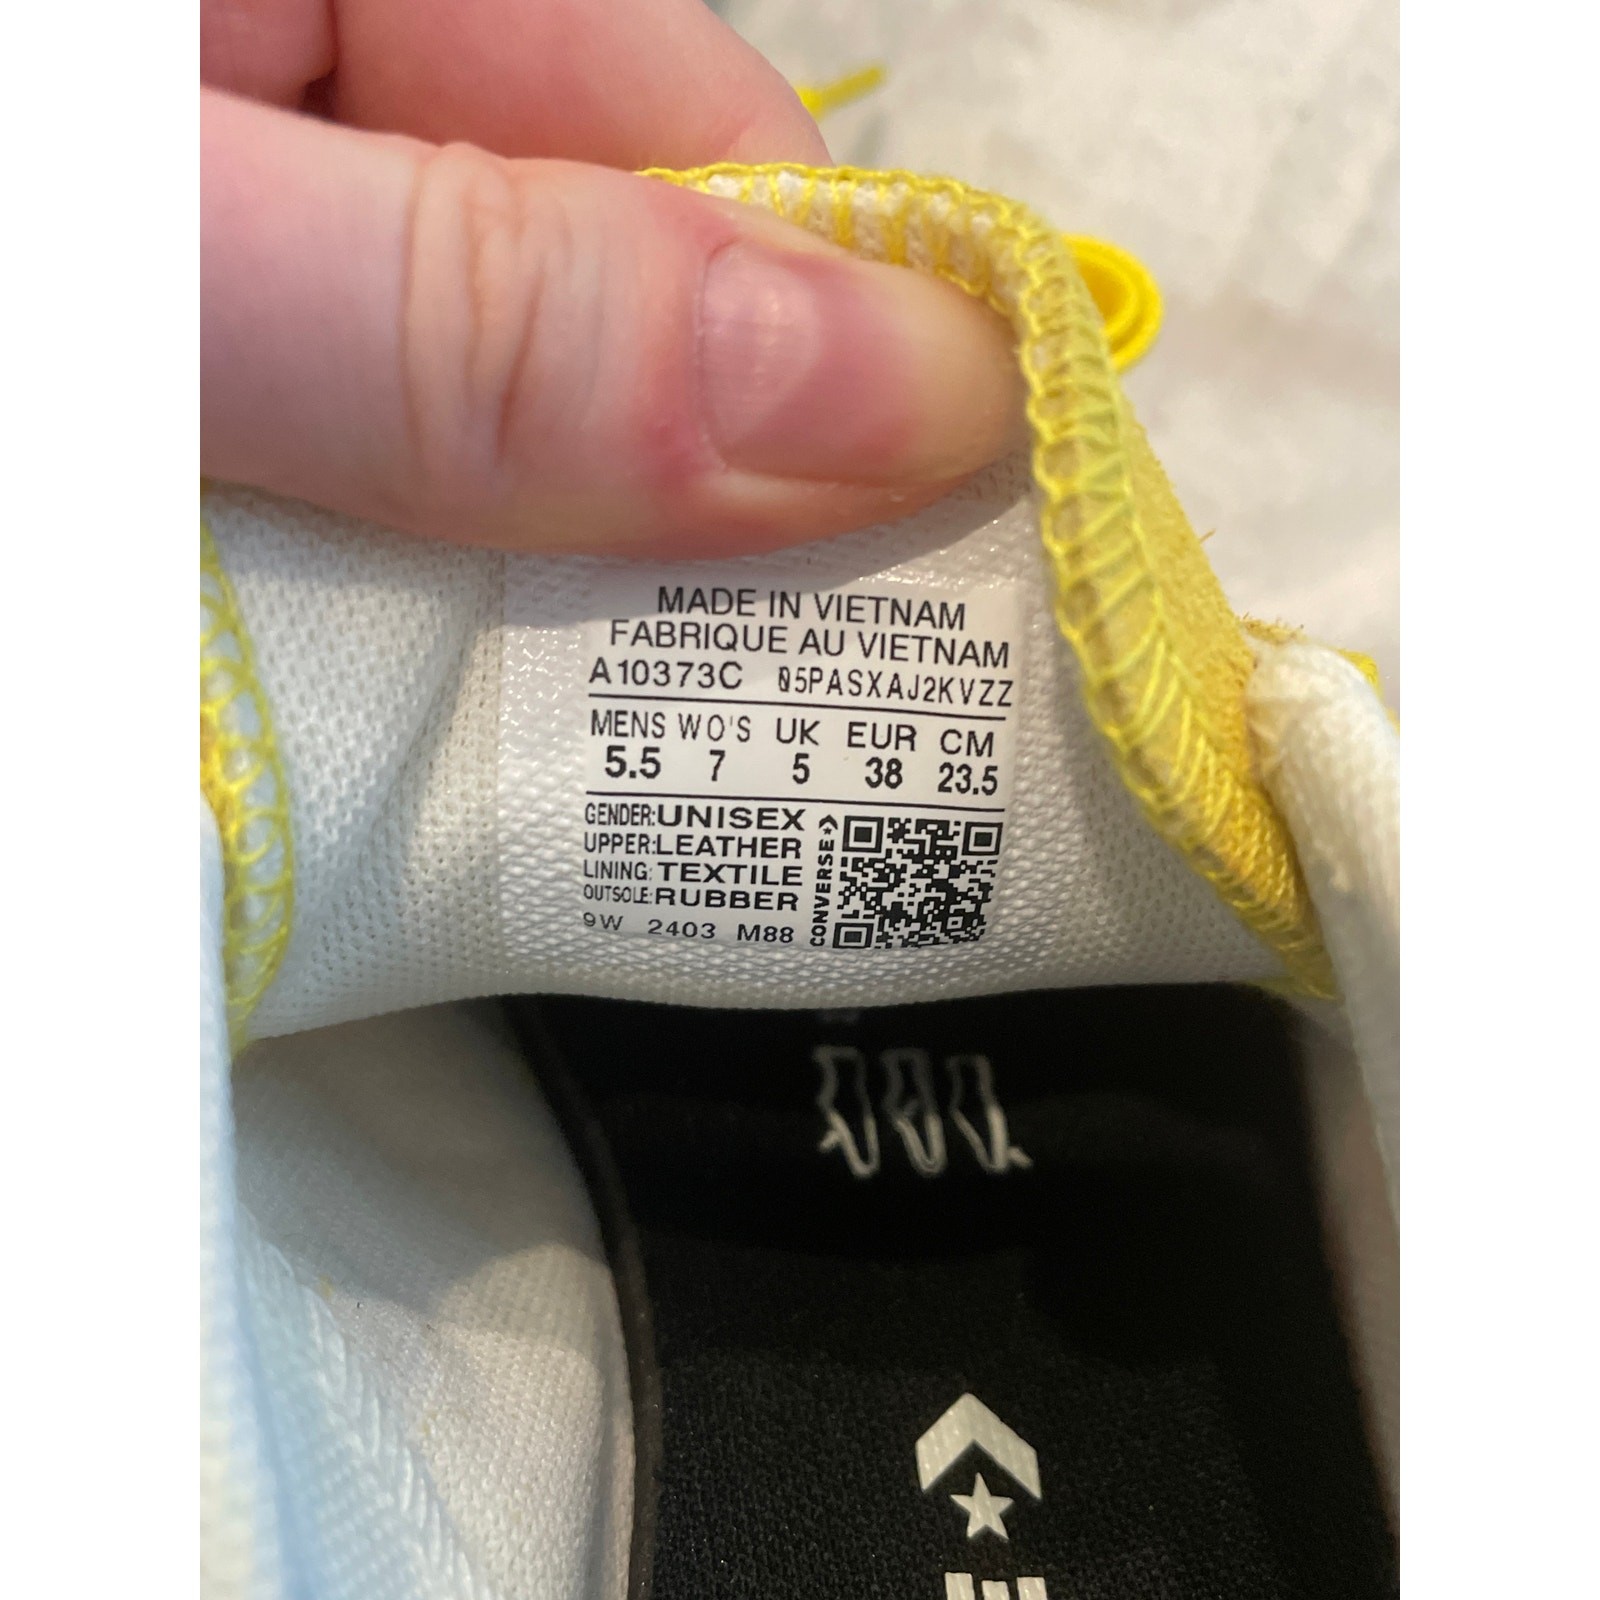 MADE IN VIETNAM
FABRIQUE AU VIETNAM
A10373C 05PASXAJ2KVZZ
MENS WO'S UK EUR CM
5.5 7 5 38 23.5
GENDER:UNISEX
UPPER:LEATHER
LINING:TEXTILE
OUTSOLE:RUBBER
9W 2403 M88
CONVERSE